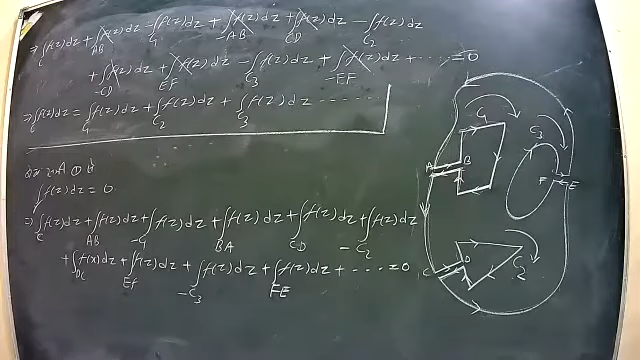 ⇒ ∫_C f(z)dz + ∫_AB f(z)dz − ∫_C₁ f(z)dz + ∫_−AB f(z)dz + ∫_CD f(z)dz − ∫_C₂ f(z)dz
+ ∫_−CD f(z)dz + ∫_EF f(z)dz − ∫_C₃ f(z)dz + ∫_−EF f(z)dz + ...... = 0
⇒ ∫_C f(z)dz = ∫_C₁ f(z)dz + ∫_C₂ f(z)dz + ∫_C₃ f(z)dz ......
∫ f(z)dz = 0
⇒ ∫_C f(z)dz + ∫_AB f(z)dz + ∫_−C₁ f(z)dz + ∫_BA f(z)dz + ∫_CD f(z)dz + ∫_−C₂ f(z)dz
+ ∫_DC f(z)dz + ∫_EF f(z)dz + ∫_−C₃ f(z)dz + ∫_FE f(z)dz + .... = 0
C₁
C₃
A B
F E
C D
C₂